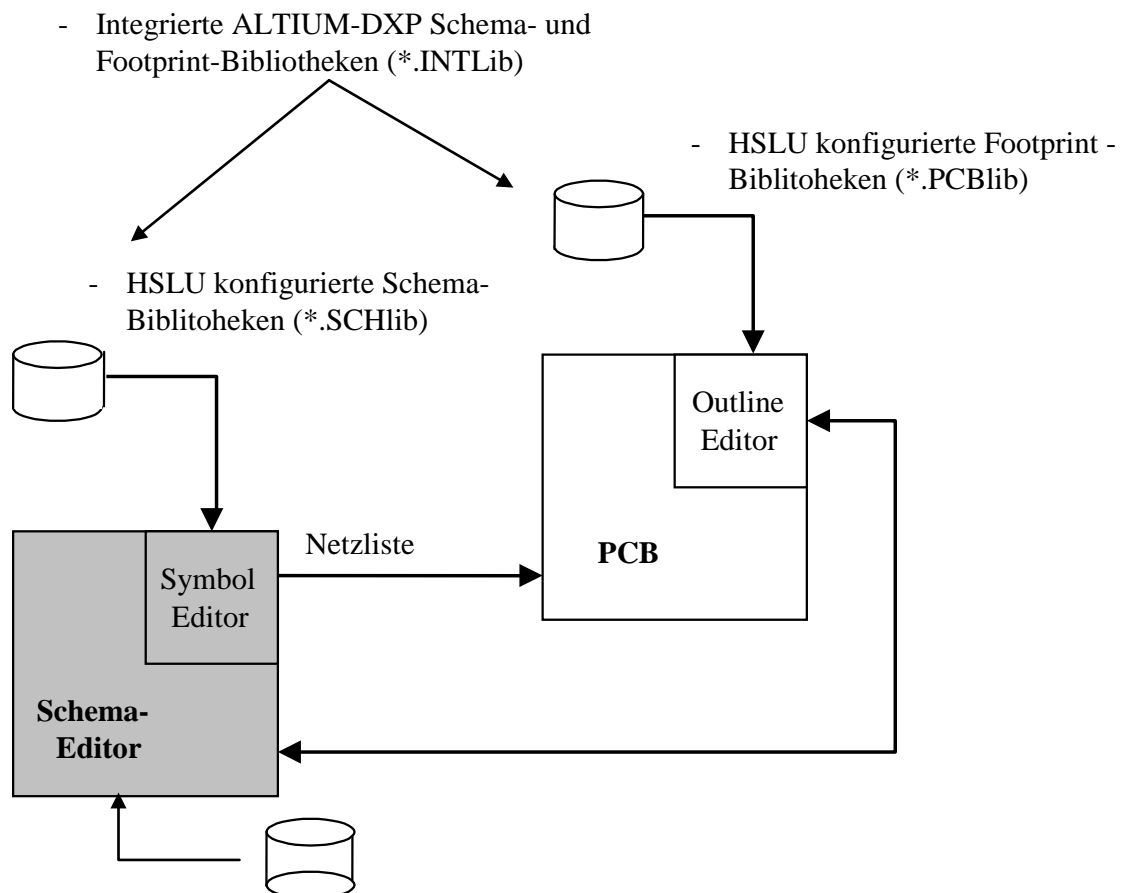 - Integrierte ALTIUM-DXP Schema- und
Footprint-Bibliotheken (*.INTLib)
- HSLU konfigurierte Footprint -
Biblitoheken (*.PCBlib)
- HSLU konfigurierte Schema-
Biblitoheken (*.SCHlib)
Outline
Editor
Netzliste
PCB
Symbol
Editor
Schema-
Editor